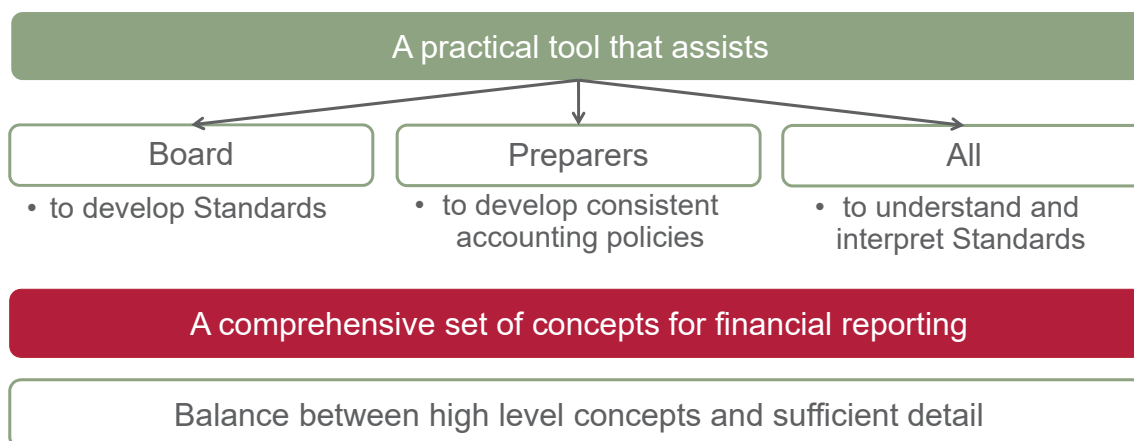 A practical tool that assists
Board
Preparers
All
• to develop Standards
• to develop consistent
accounting policies
• to understand and
interpret Standards
A comprehensive set of concepts for financial reporting
Balance between high level concepts and sufficient detail